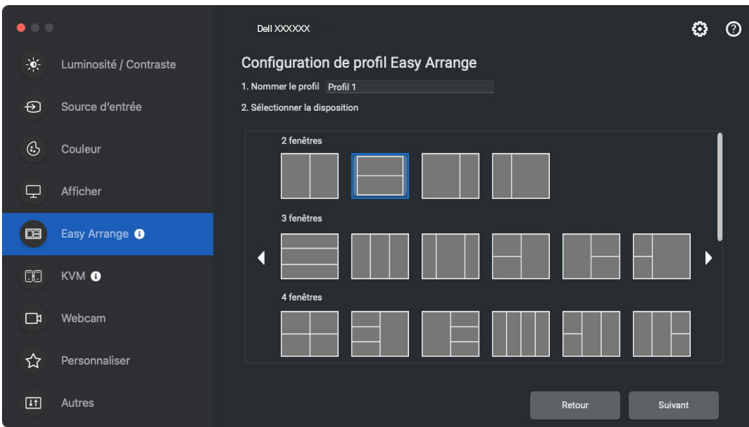 Dell XXXXXX
Luminosité / Contraste
Source d'entrée
Couleur
Afficher
Easy Arrange
KVM
Webcam
Personnaliser
Autres
Configuration de profil Easy Arrange
1. Nommer le profil Profil 1
2. Sélectionner la disposition
2 fenêtres
3 fenêtres
4 fenêtres
Retour
Suivant